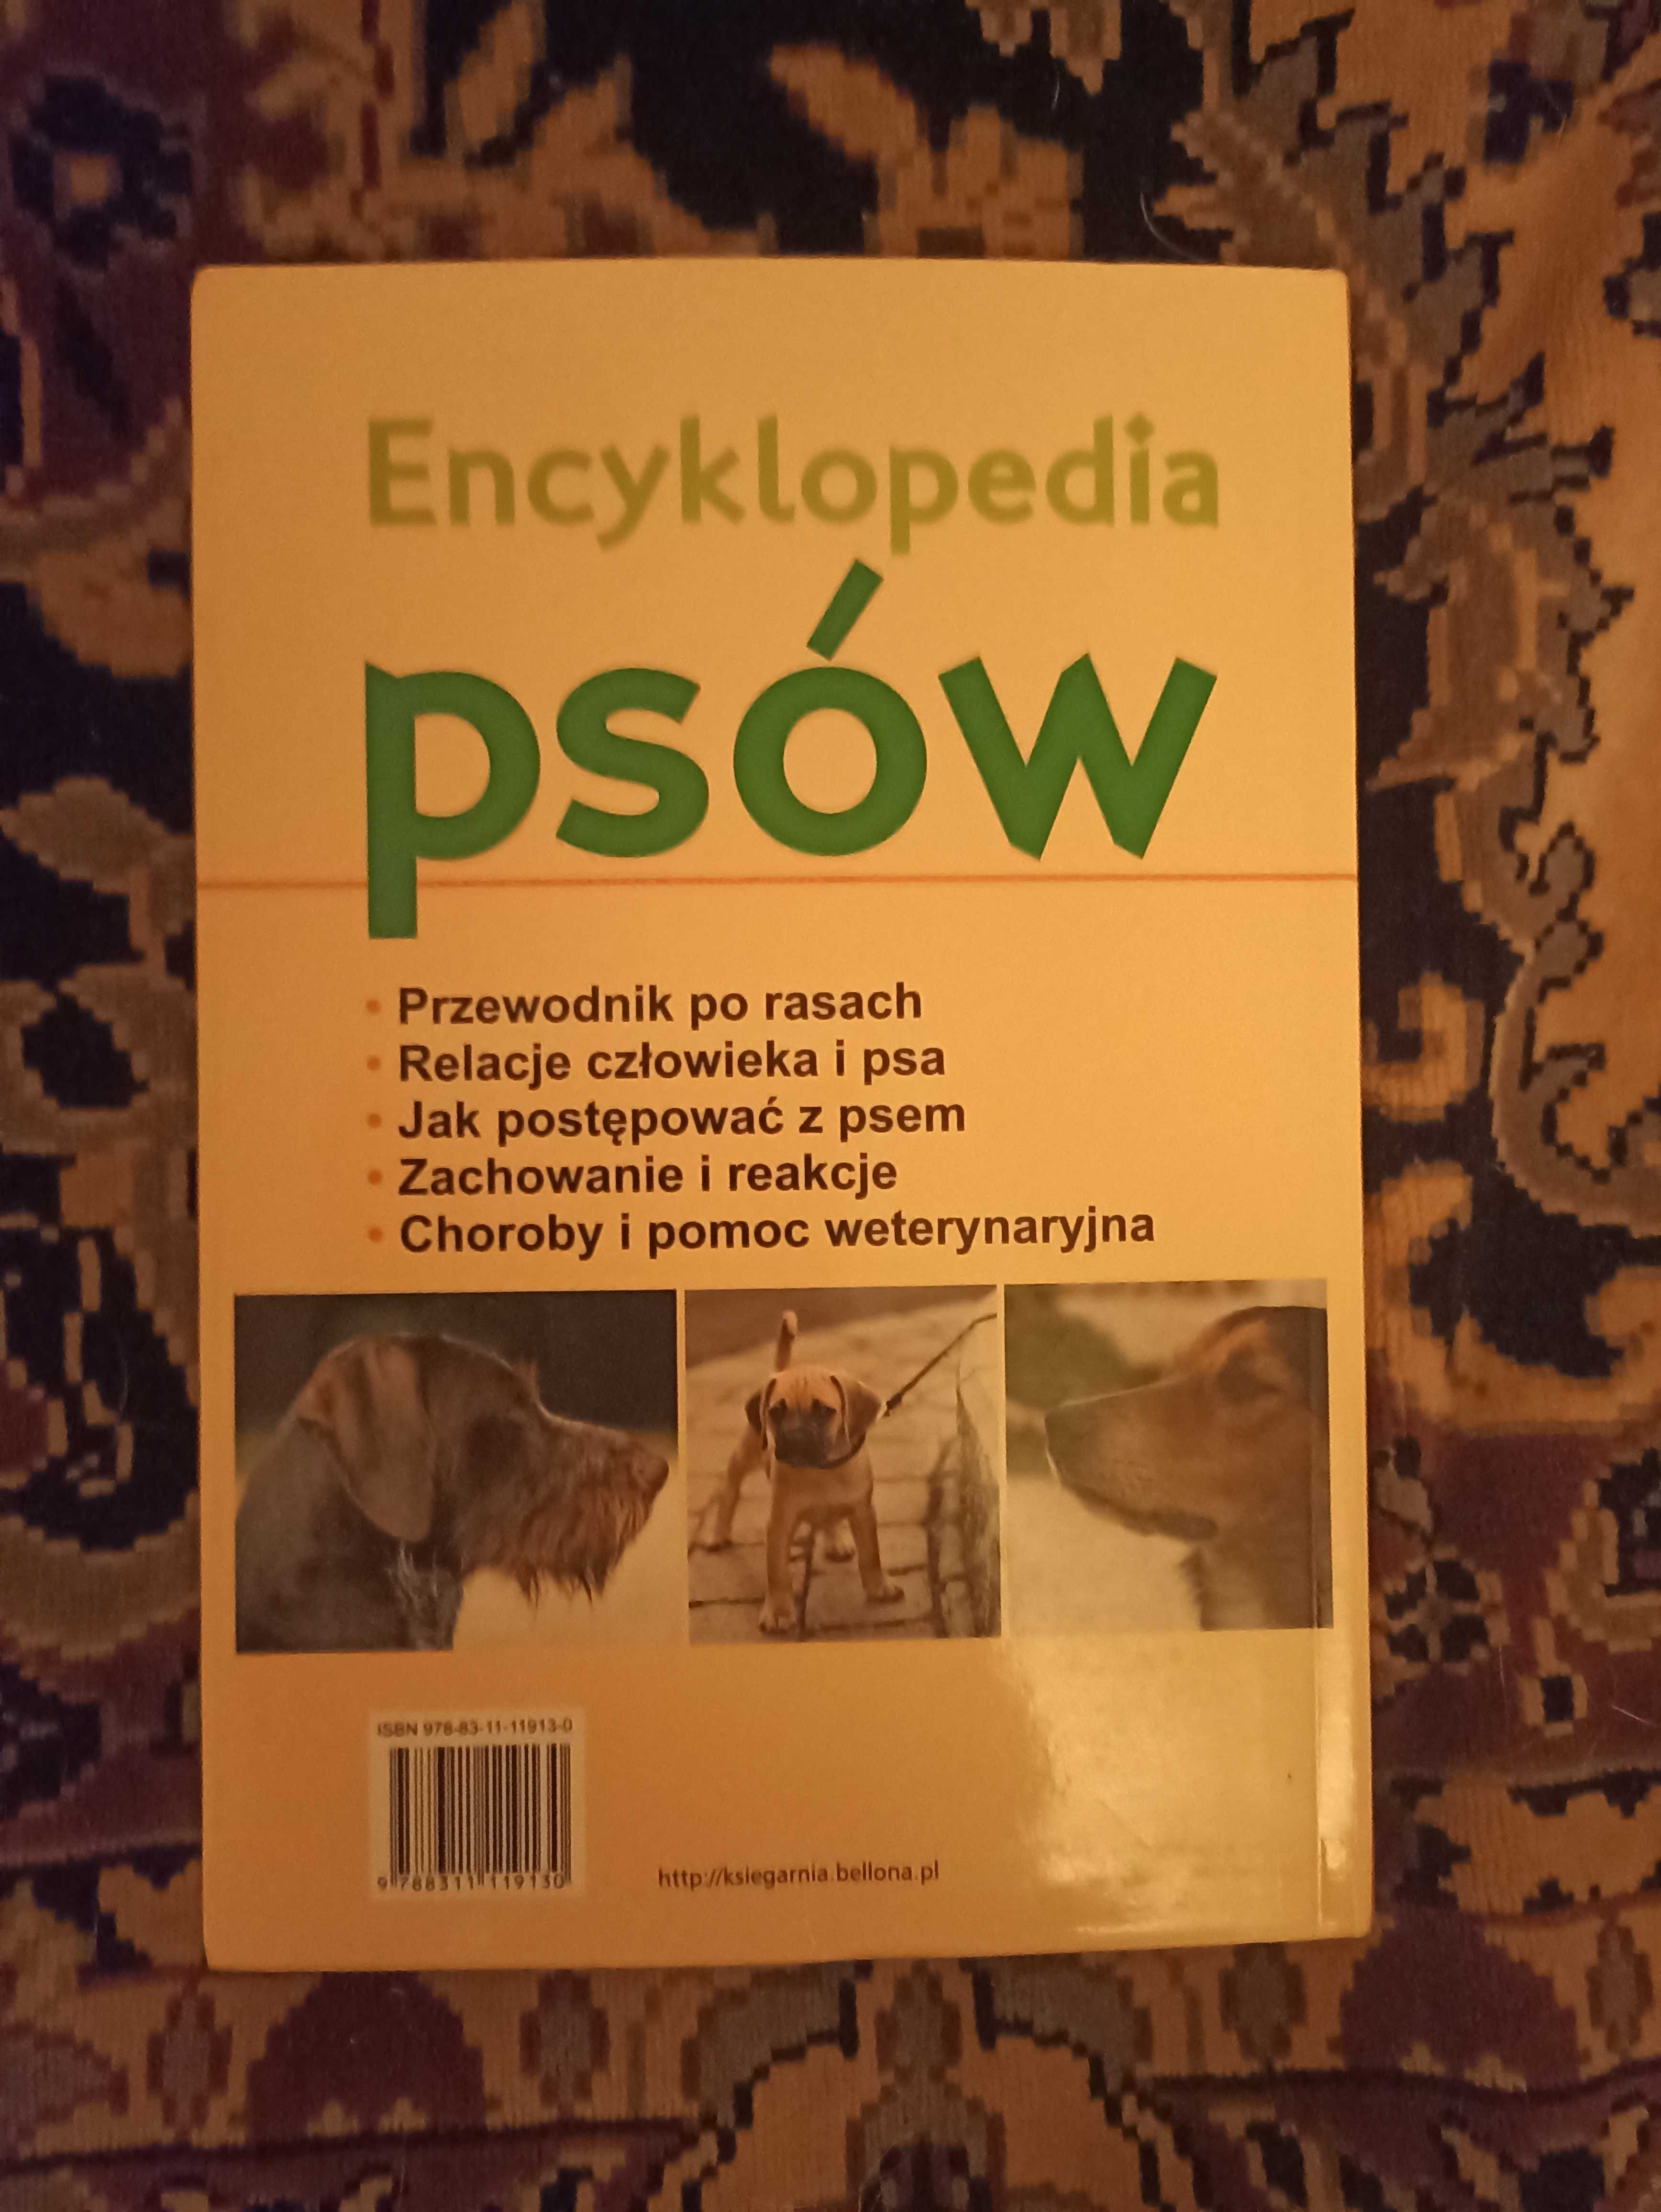 Encyklopedia
psów
• Przewodnik po rasach
• Relacje człowieka i psa
• Jak postępować z psem
• Zachowanie i reakcje
• Choroby i pomoc weterynaryjna
ISBN 978-83-11-11913-0
9 788311 119130
http://ksiegarnia.bellona.pl